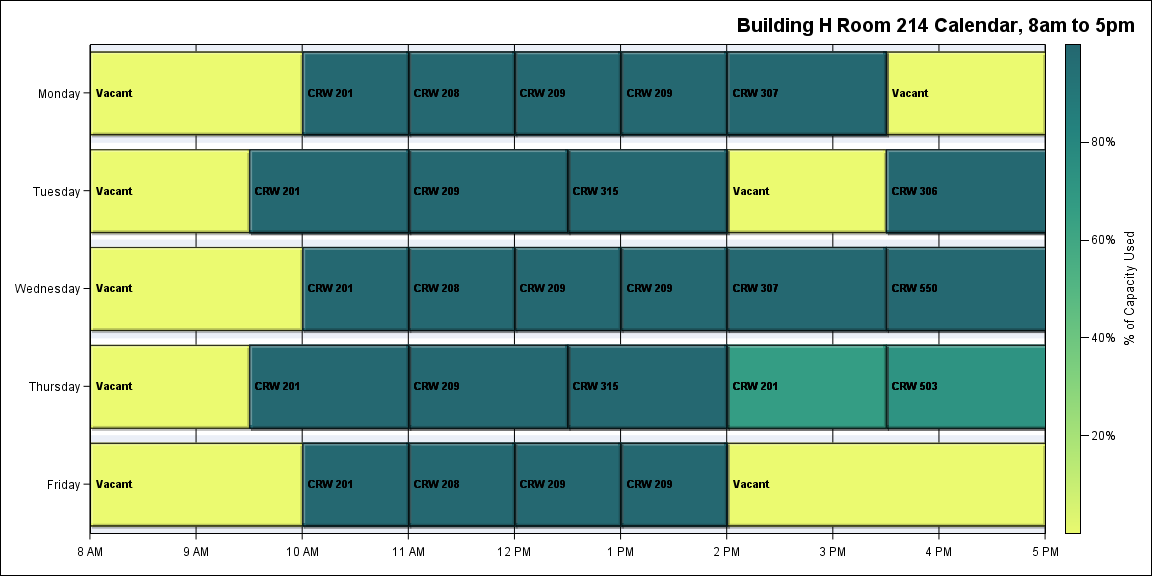 Building H Room 214 Calendar, 8am to 5pm
Monday
Vacant
CRW 201
CRW 208
CRW 209
CRW 209
CRW 307
Vacant
Tuesday
Vacant
CRW 201
CRW 209
CRW 315
Vacant
CRW 306
Wednesday
Vacant
CRW 201
CRW 208
CRW 209
CRW 209
CRW 307
CRW 550
Thursday
Vacant
CRW 201
CRW 209
CRW 315
CRW 201
CRW 503
Friday
Vacant
CRW 201
CRW 208
CRW 209
CRW 209
Vacant
8 AM
9 AM
10 AM
11 AM
12 PM
1 PM
2 PM
3 PM
4 PM
5 PM
80%
60%
40%
20%
% of Capacity Used